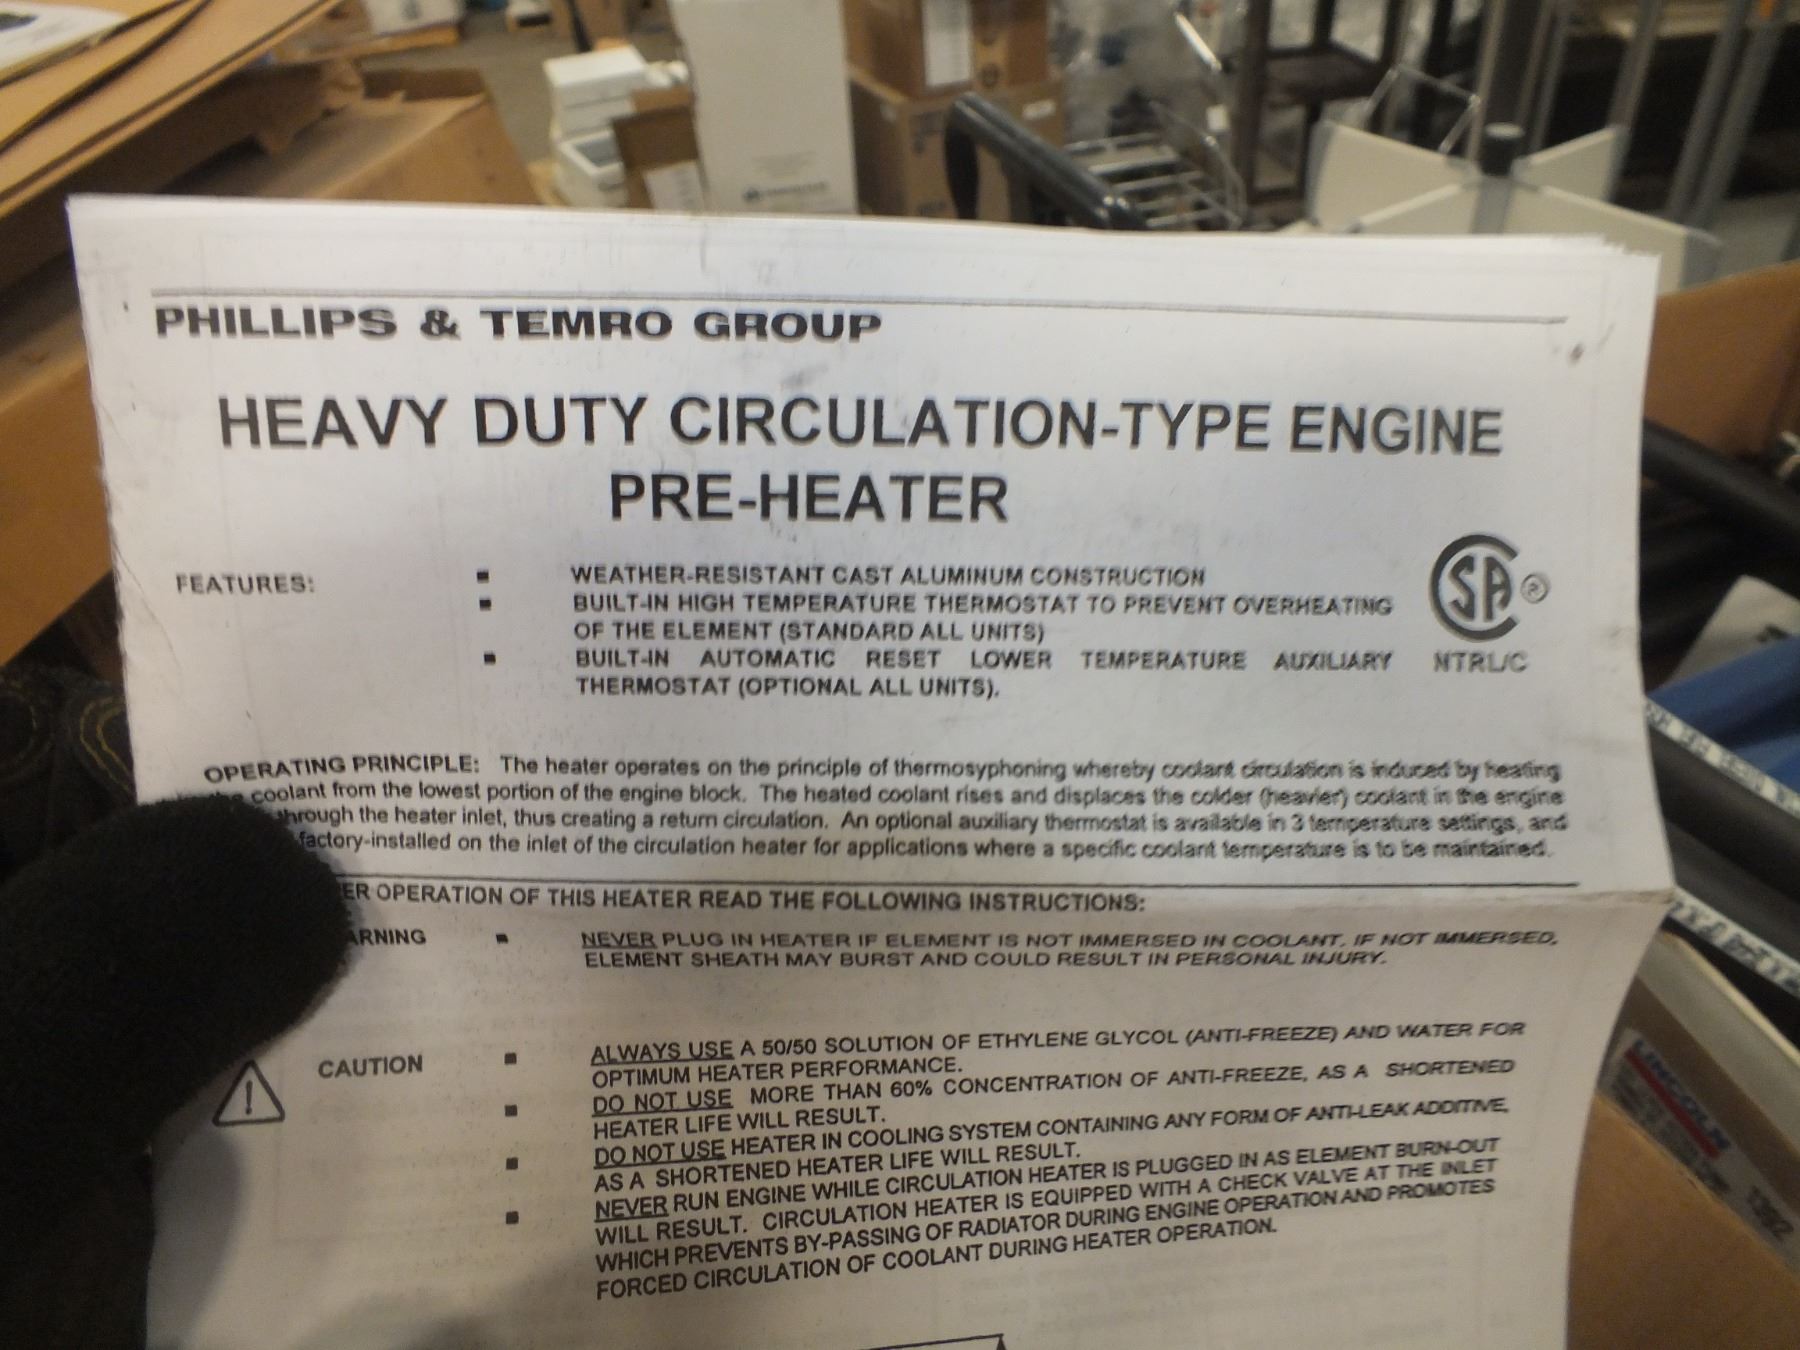 PHILLIPS & TEMRO GROUP
HEAVY DUTY CIRCULATION-TYPE ENGINE
PRE-HEATER
FEATURES:
▪ WEATHER-RESISTANT CAST ALUMINUM CONSTRUCTION
▪ BUILT-IN HIGH TEMPERATURE THERMOSTAT TO PREVENT OVERHEATING
OF THE ELEMENT (STANDARD ALL UNITS)
▪ BUILT-IN AUTOMATIC RESET LOWER TEMPERATURE AUXILIARY
THERMOSTAT (OPTIONAL ALL UNITS).
SA ®
NTRL/C
OPERATING PRINCIPLE: The heater operates on the principle of thermosyphoning whereby coolant circulation is induced by heating
coolant from the lowest portion of the engine block. The heated coolant rises and displaces the colder (heavier) coolant in the engine
through the heater inlet, thus creating a return circulation. An optional auxiliary thermostat is available in 3 temperature settings, and
factory-installed on the inlet of the circulation heater for applications where a specific coolant temperature is to be maintained.
ER OPERATION OF THIS HEATER READ THE FOLLOWING INSTRUCTIONS:
ARNING
▪ NEVER PLUG IN HEATER IF ELEMENT IS NOT IMMERSED IN COOLANT. IF NOT IMMERSED,
ELEMENT SHEATH MAY BURST AND COULD RESULT IN PERSONAL INJURY.
! CAUTION
▪ ALWAYS USE A 50/50 SOLUTION OF ETHYLENE GLYCOL (ANTI-FREEZE) AND WATER FOR
OPTIMUM HEATER PERFORMANCE.
▪ DO NOT USE MORE THAN 60% CONCENTRATION OF ANTI-FREEZE, AS A SHORTENED
HEATER LIFE WILL RESULT.
▪ DO NOT USE HEATER IN COOLING SYSTEM CONTAINING ANY FORM OF ANTI-LEAK ADDITIVE,
AS A SHORTENED HEATER LIFE WILL RESULT.
▪ NEVER RUN ENGINE WHILE CIRCULATION HEATER IS PLUGGED IN AS ELEMENT BURN-OUT
WILL RESULT. CIRCULATION HEATER IS EQUIPPED WITH A CHECK VALVE AT THE INLET
WHICH PREVENTS BY-PASSING OF RADIATOR DURING ENGINE OPERATION AND PROMOTES
FORCED CIRCULATION OF COOLANT DURING HEATER OPERATION.
LINCOLN